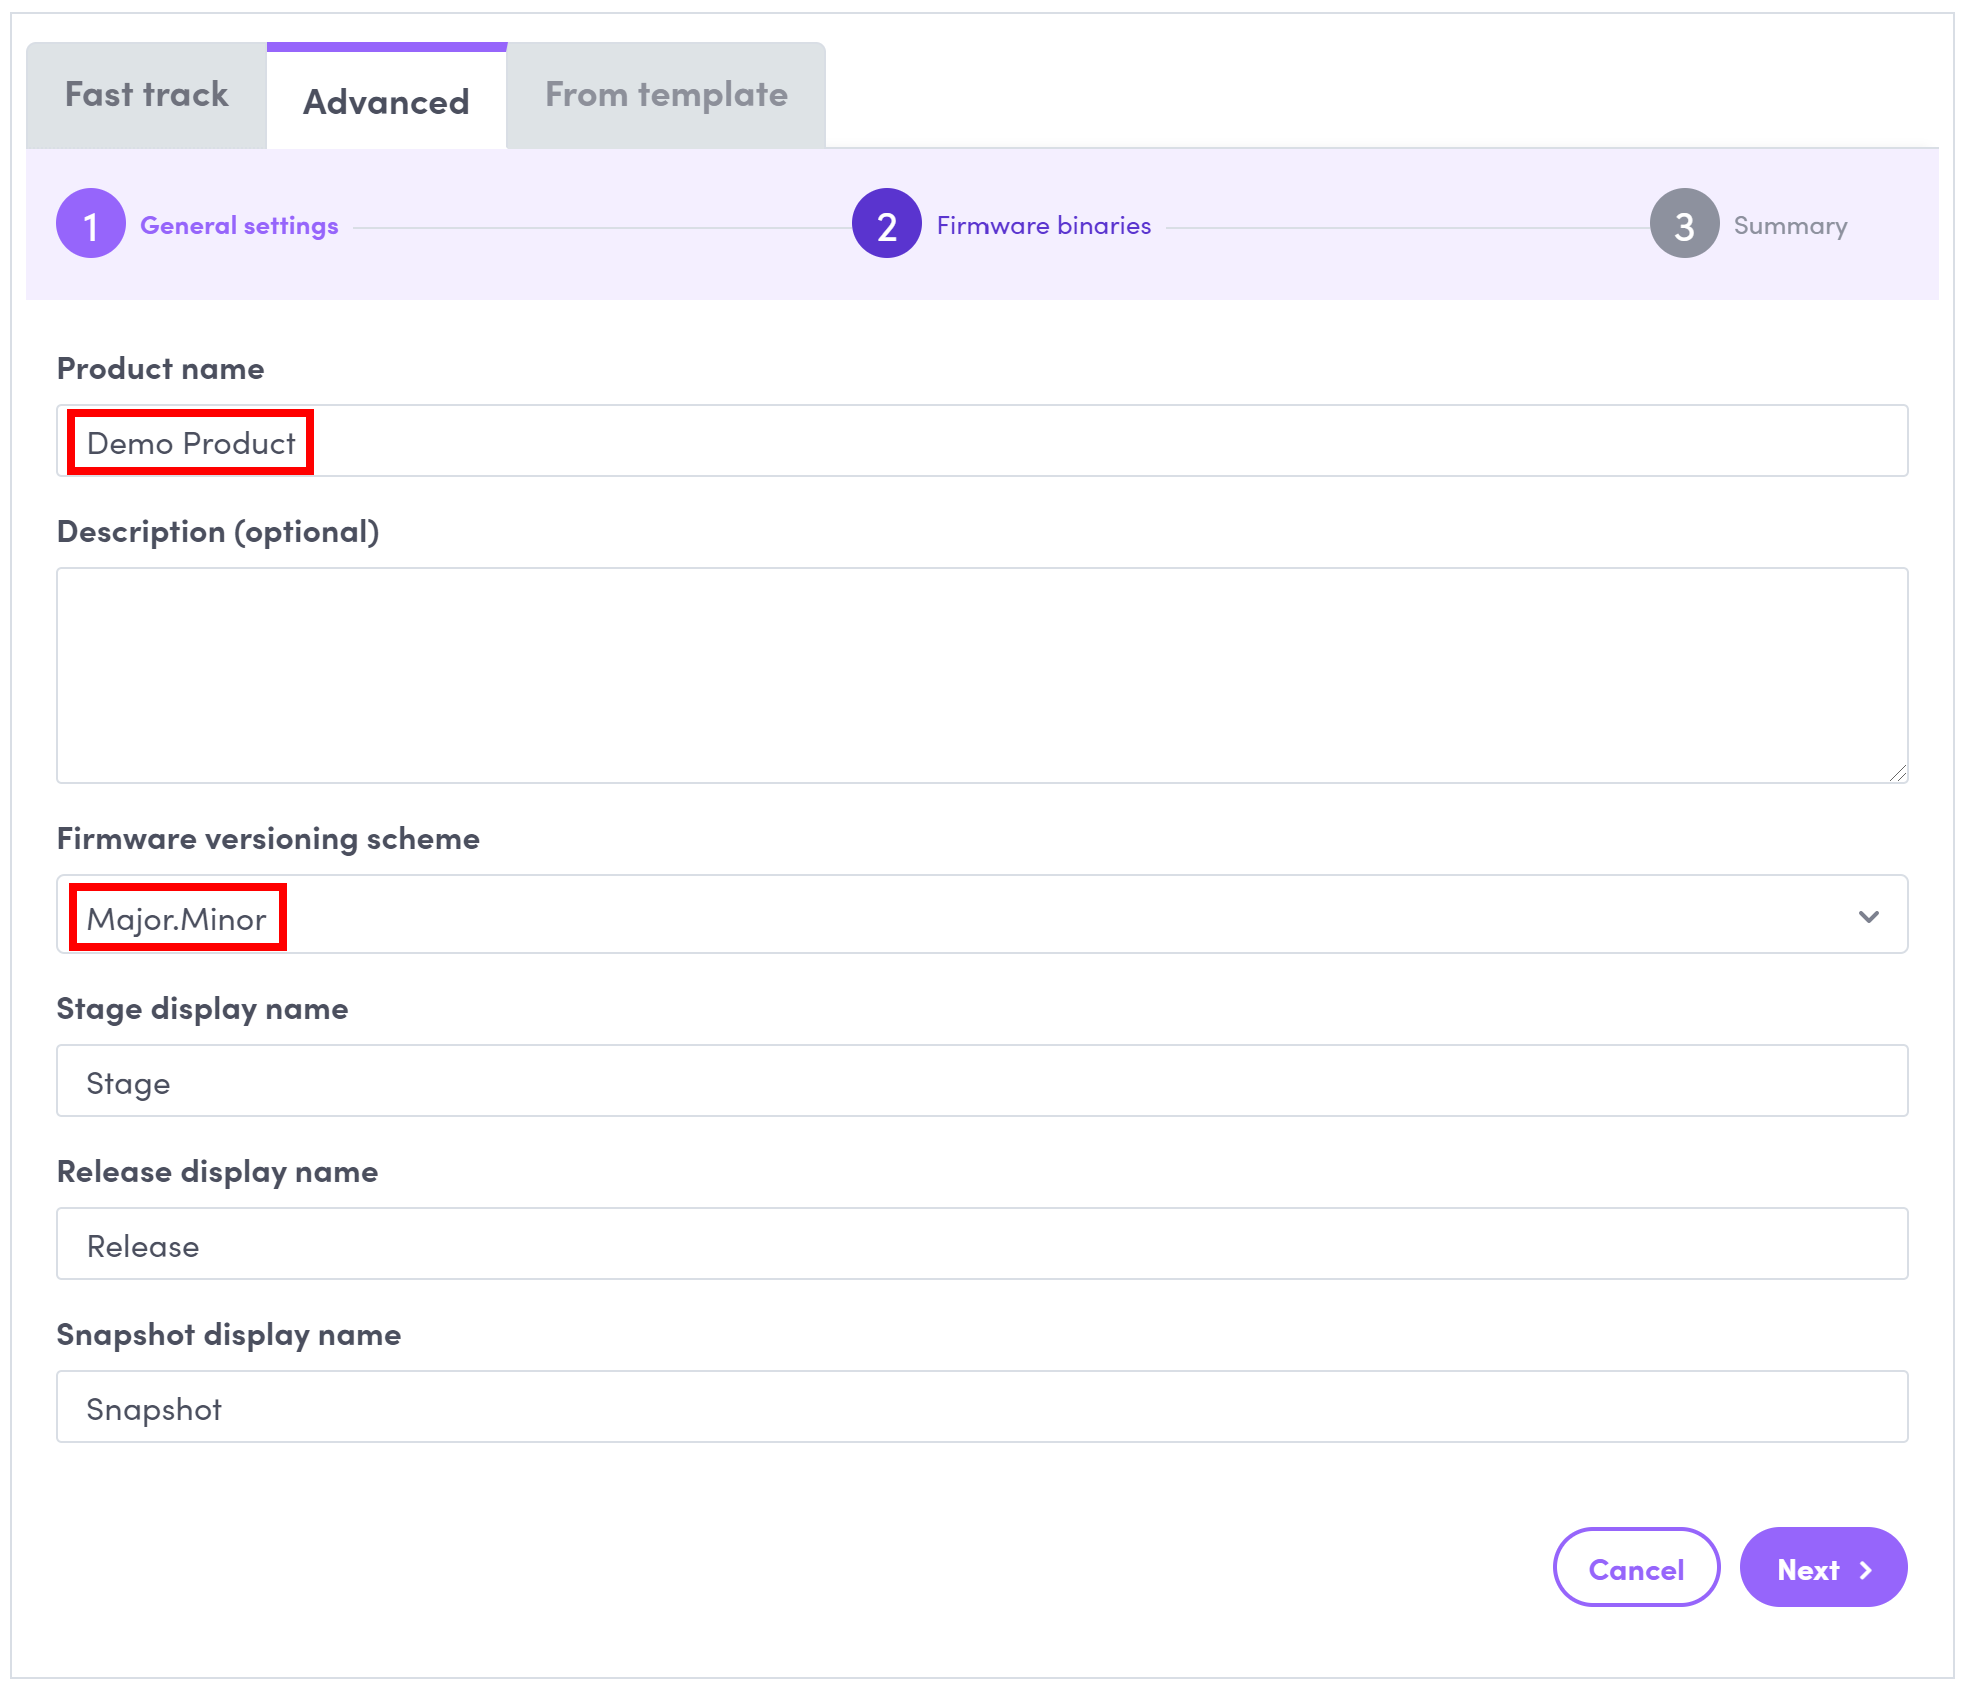 Fast track
Advanced
From template
1 General settings
2 Firmware binaries
3 Summary
Product name
Demo Product
Description (optional)
Firmware versioning scheme
Major.Minor
Stage display name
Stage
Release display name
Release
Snapshot display name
Snapshot
Cancel
Next